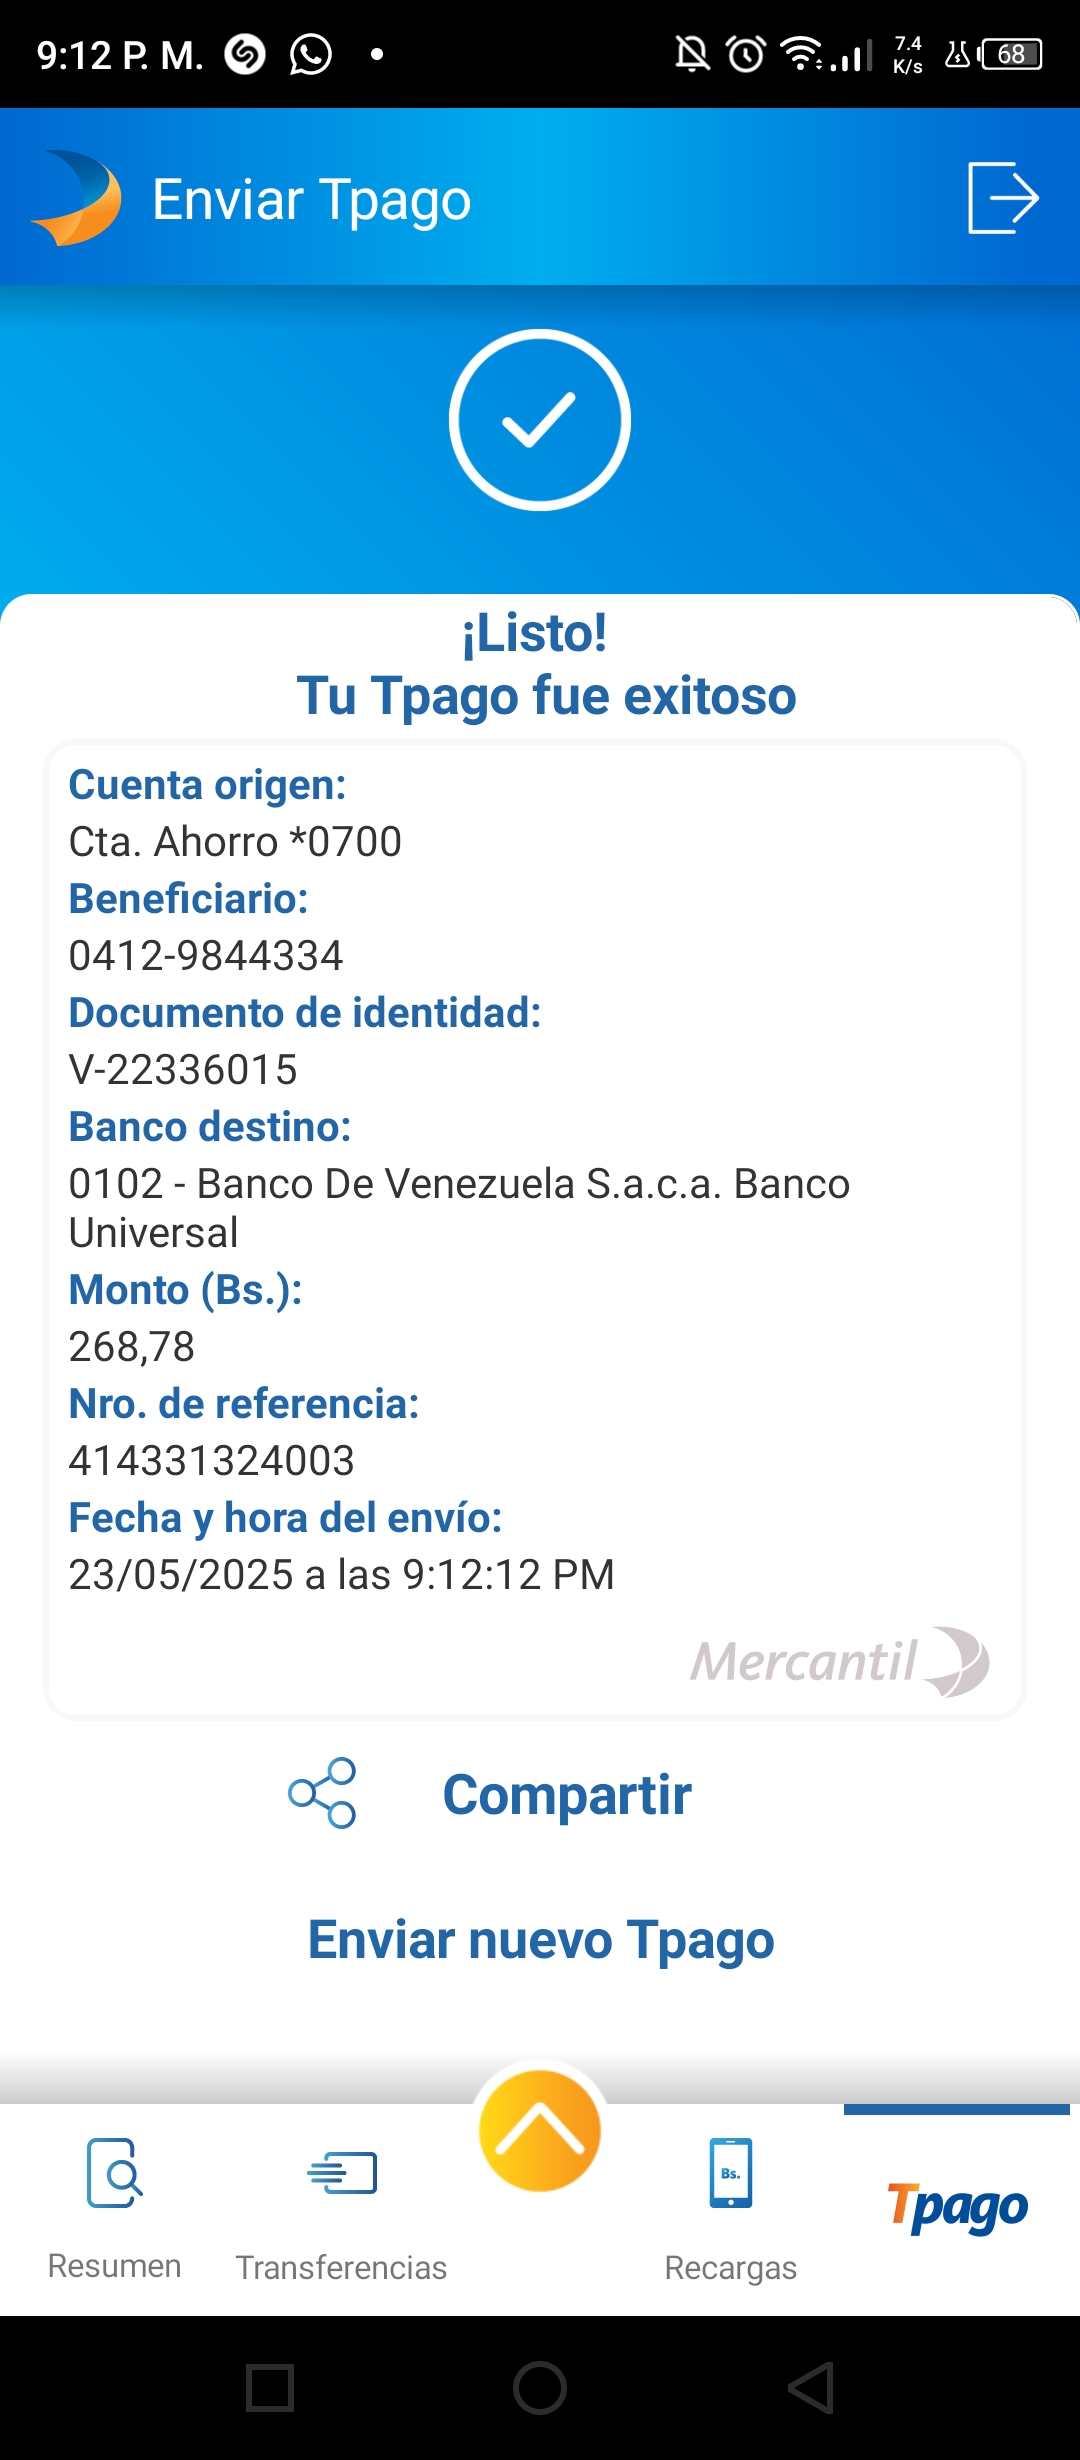 9:12 P. M.
7.4
K/s
68
Enviar Tpago
¡Listo!
Tu Tpago fue exitoso
Cuenta origen:
Cta. Ahorro *0700
Beneficiario:
0412-9844334
Documento de identidad:
V-22336015
Banco destino:
0102 - Banco De Venezuela S.a.c.a. Banco
Universal
Monto (Bs.):
268,78
Nro. de referencia:
414331324003
Fecha y hora del envío:
23/05/2025 a las 9:12:12 PM
Mercantil
Compartir
Enviar nuevo Tpago
Resumen
Transferencias
Bs.
Recargas
Tpago